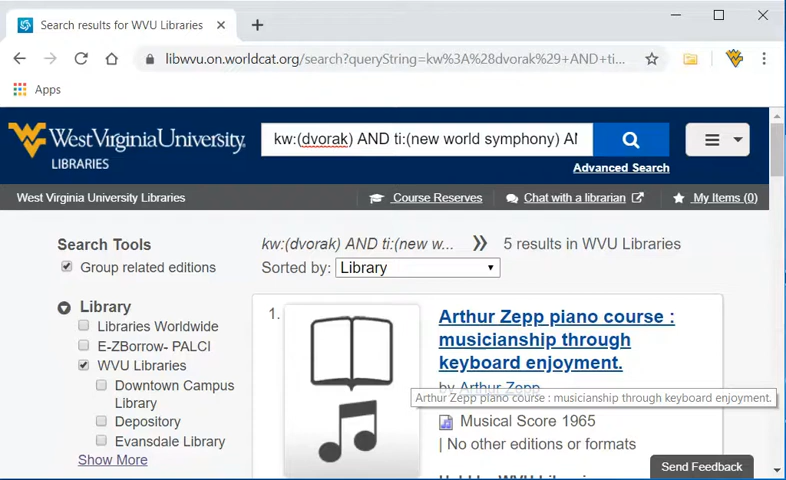 Search results for WVU Libraries
libwvu.on.worldcat.org/search?queryString=kw%3A%28dvorak%29+AND+ti...
Apps
West Virginia University
LIBRARIES
kw:(dvorak) AND ti:(new world symphony) AN
Advanced Search
West Virginia University Libraries
Course Reserves
Chat with a librarian
My Items (0)
Search Tools
Group related editions
kw:(dvorak) AND ti:(new w...
5 results in WVU Libraries
Sorted by: Library
Library
Libraries Worldwide
E-ZBorrow- PALCI
WVU Libraries
Downtown Campus
Library
Depository
Evansdale Library
Show More
1.
Arthur Zepp piano course :
musicianship through
keyboard enjoyment.
by Arthur Zepp
Arthur Zepp piano course : musicianship through keyboard enjoyment.
Musical Score 1965
| No other editions or formats
Send Feedback